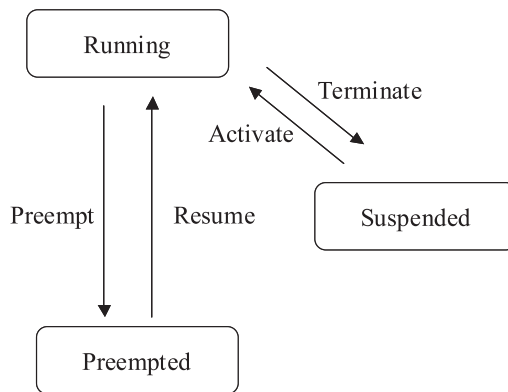 Running
Terminate
Activate
Preempt
Resume
Suspended
Preempted